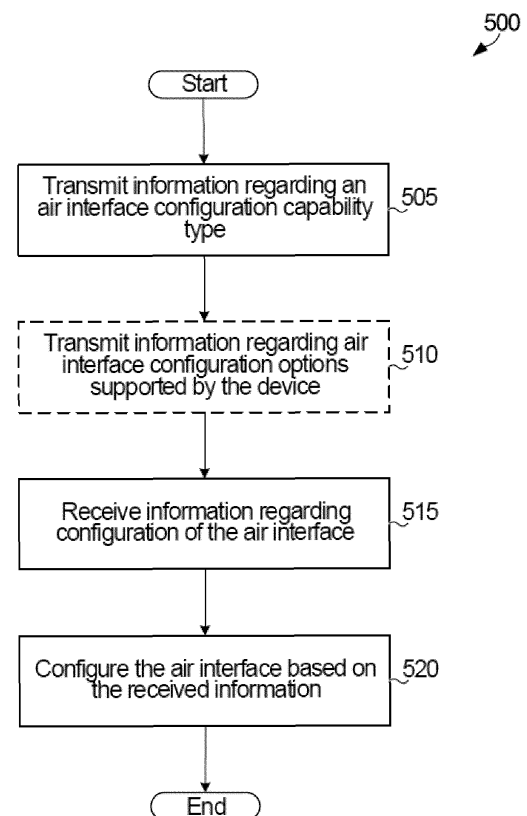 500
Start
Transmit information regarding an
air interface configuration capability
type
505
Transmit information regarding air
interface configuration options
supported by the device
510
Receive information regarding
configuration of the air interface
515
Configure the air interface based on
the received information
520
End